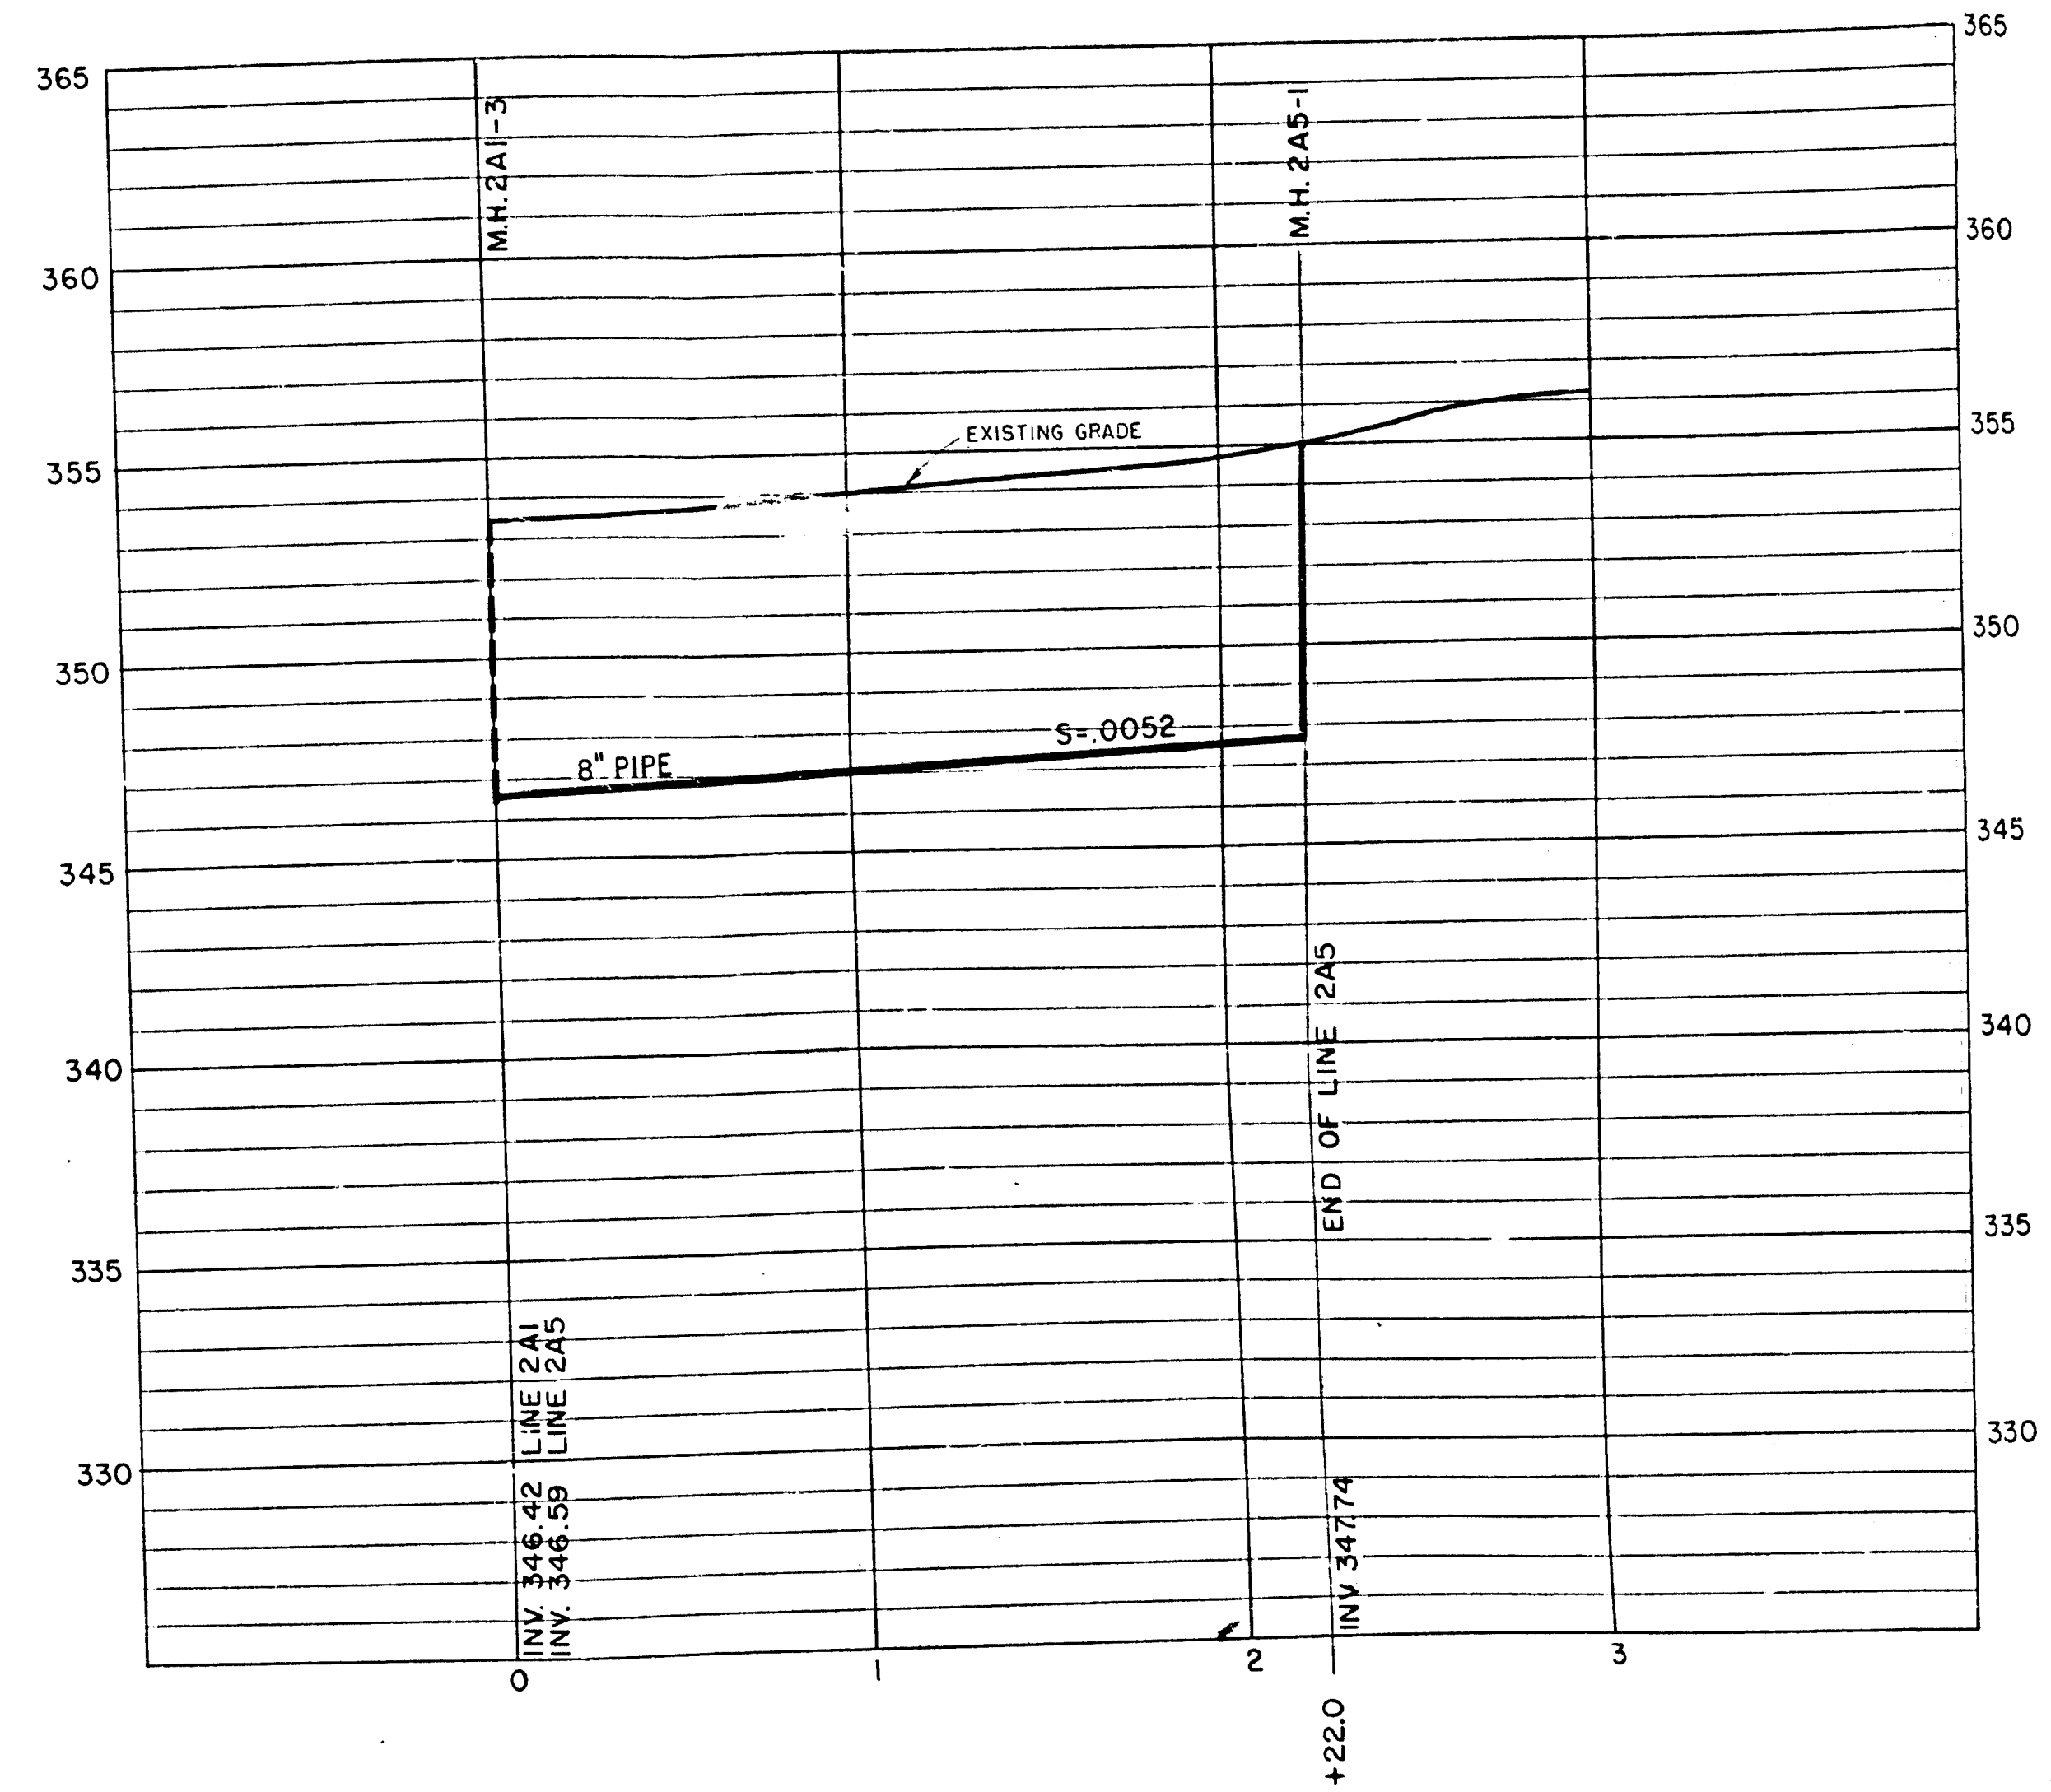 365
365
M.H. 2A1-3
M.H. 2A5-1
360
360
EXISTING GRADE
355
355
350
350
S=.0052
8" PIPE
345
345
END OF LINE 2A5
340
340
335
335
INV. 346.42 LINE 2A1
INV. 346.59 LINE 2A5
330
330
INV 347.74
0
1
2
3
+22.0